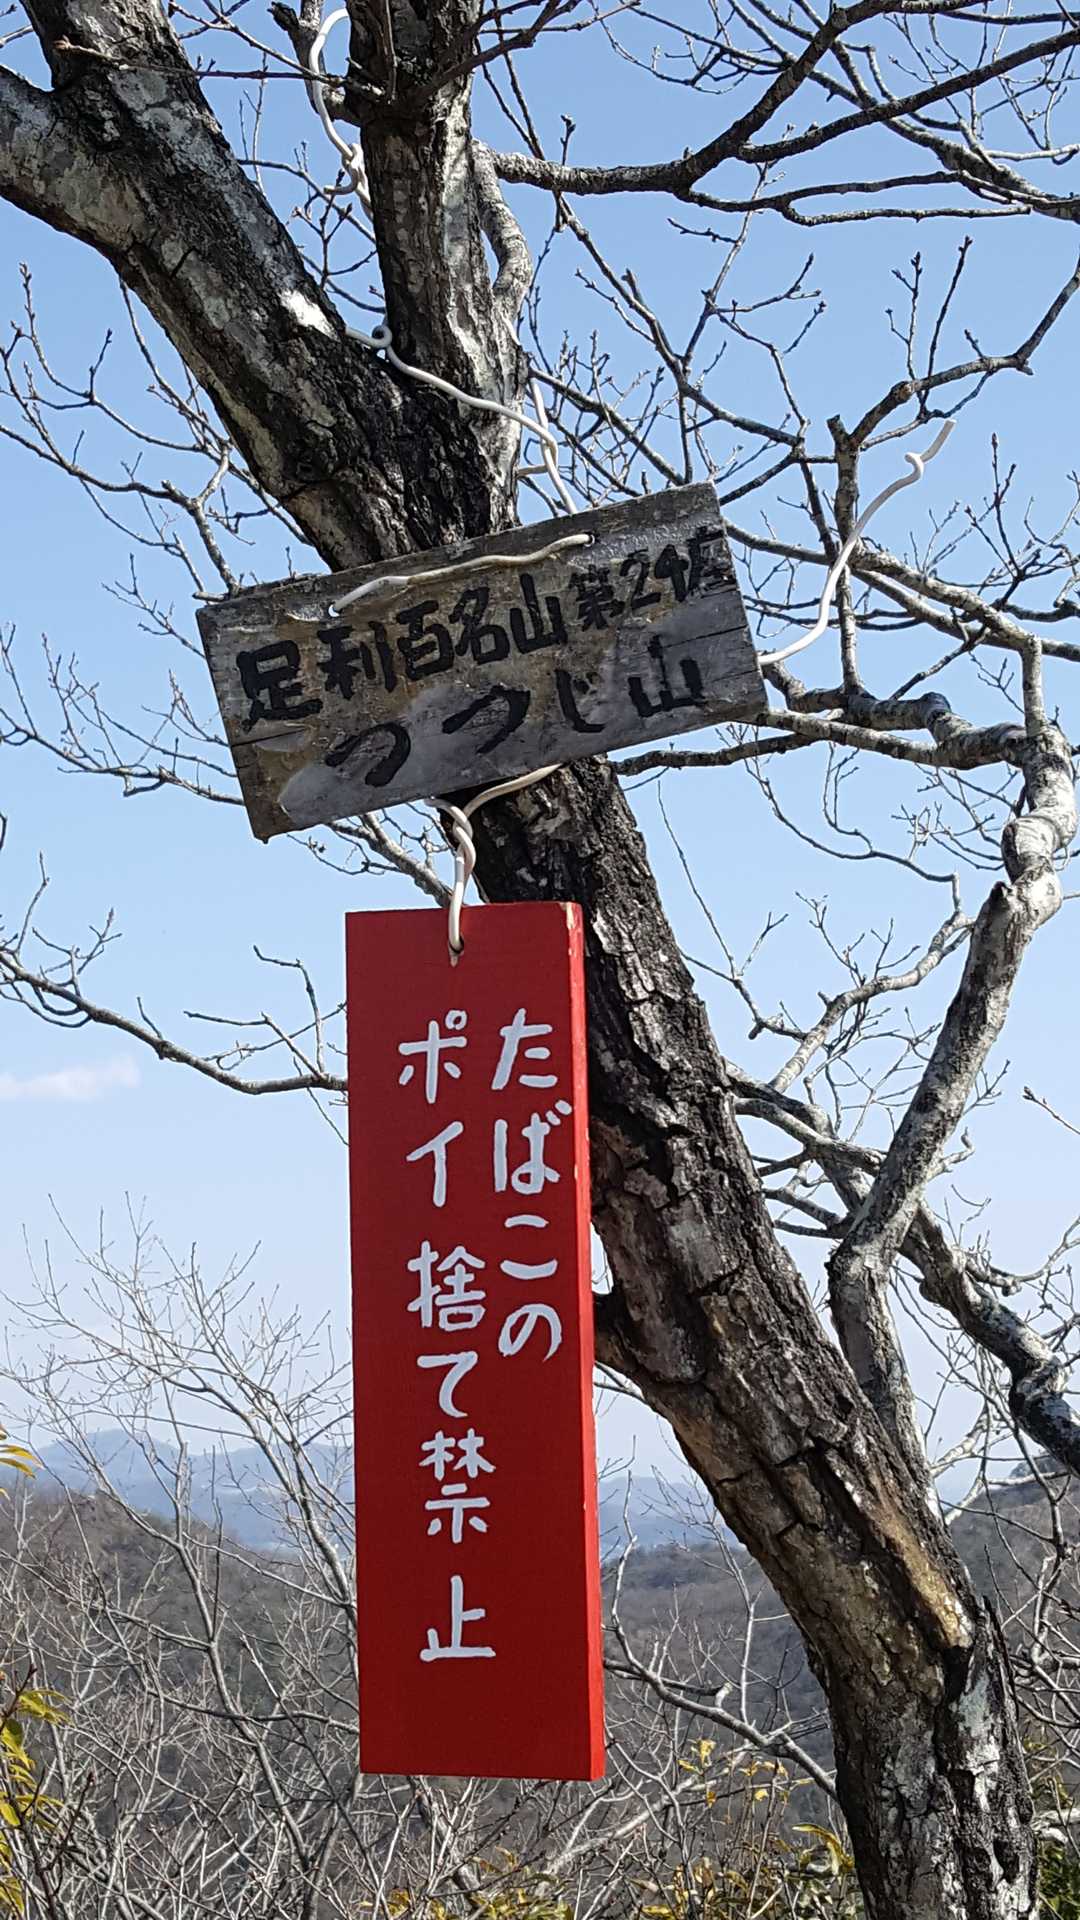 足利百名山第24座
つつじ山
たばこの
ポイ捨て禁止